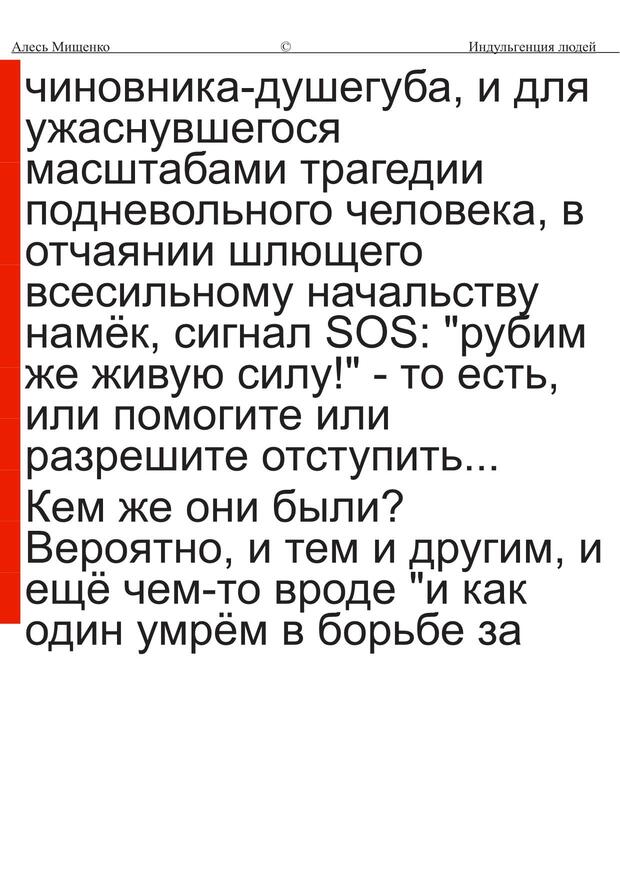 Алесь Мищенко © Индульгенция людей
чиновника-душегуба, и для
ужаснувшегося
масштабами трагедии
подневольного человека, в
отчаянии шлющего
всесильному начальству
намёк, сигнал SOS: "рубим
же живую силу!" - то есть,
или помогите или
разрешите отступить...
Кем же они были?
Вероятно, и тем и другим, и
ещё чем-то вроде "и как
один умрём в борьбе за